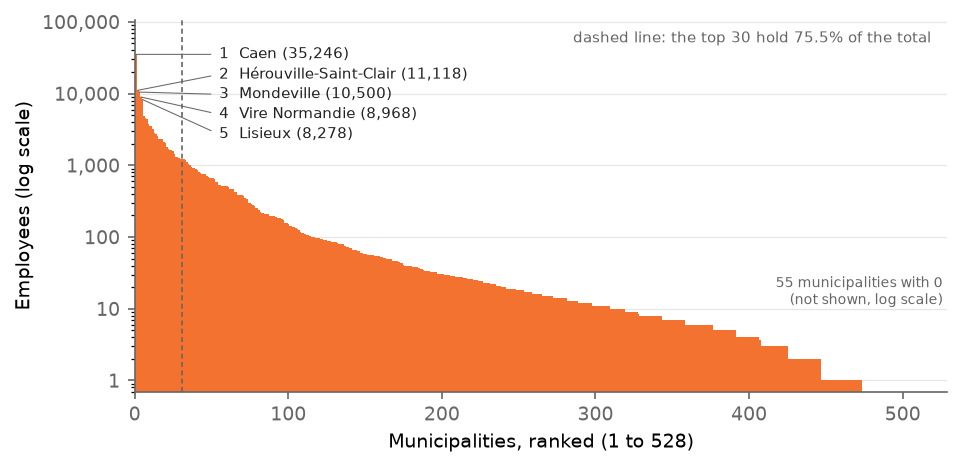 100,000
10,000
1,000
100
10
1
Employees (log scale)
dashed line: the top 30 hold 75.5% of the total
1 Caen (35,246)
2 Hérouville-Saint-Clair (11,118)
3 Mondeville (10,500)
4 Vire Normandie (8,968)
5 Lisieux (8,278)
55 municipalities with 0
(not shown, log scale)
0 100 200 300 400 500
Municipalities, ranked (1 to 528)